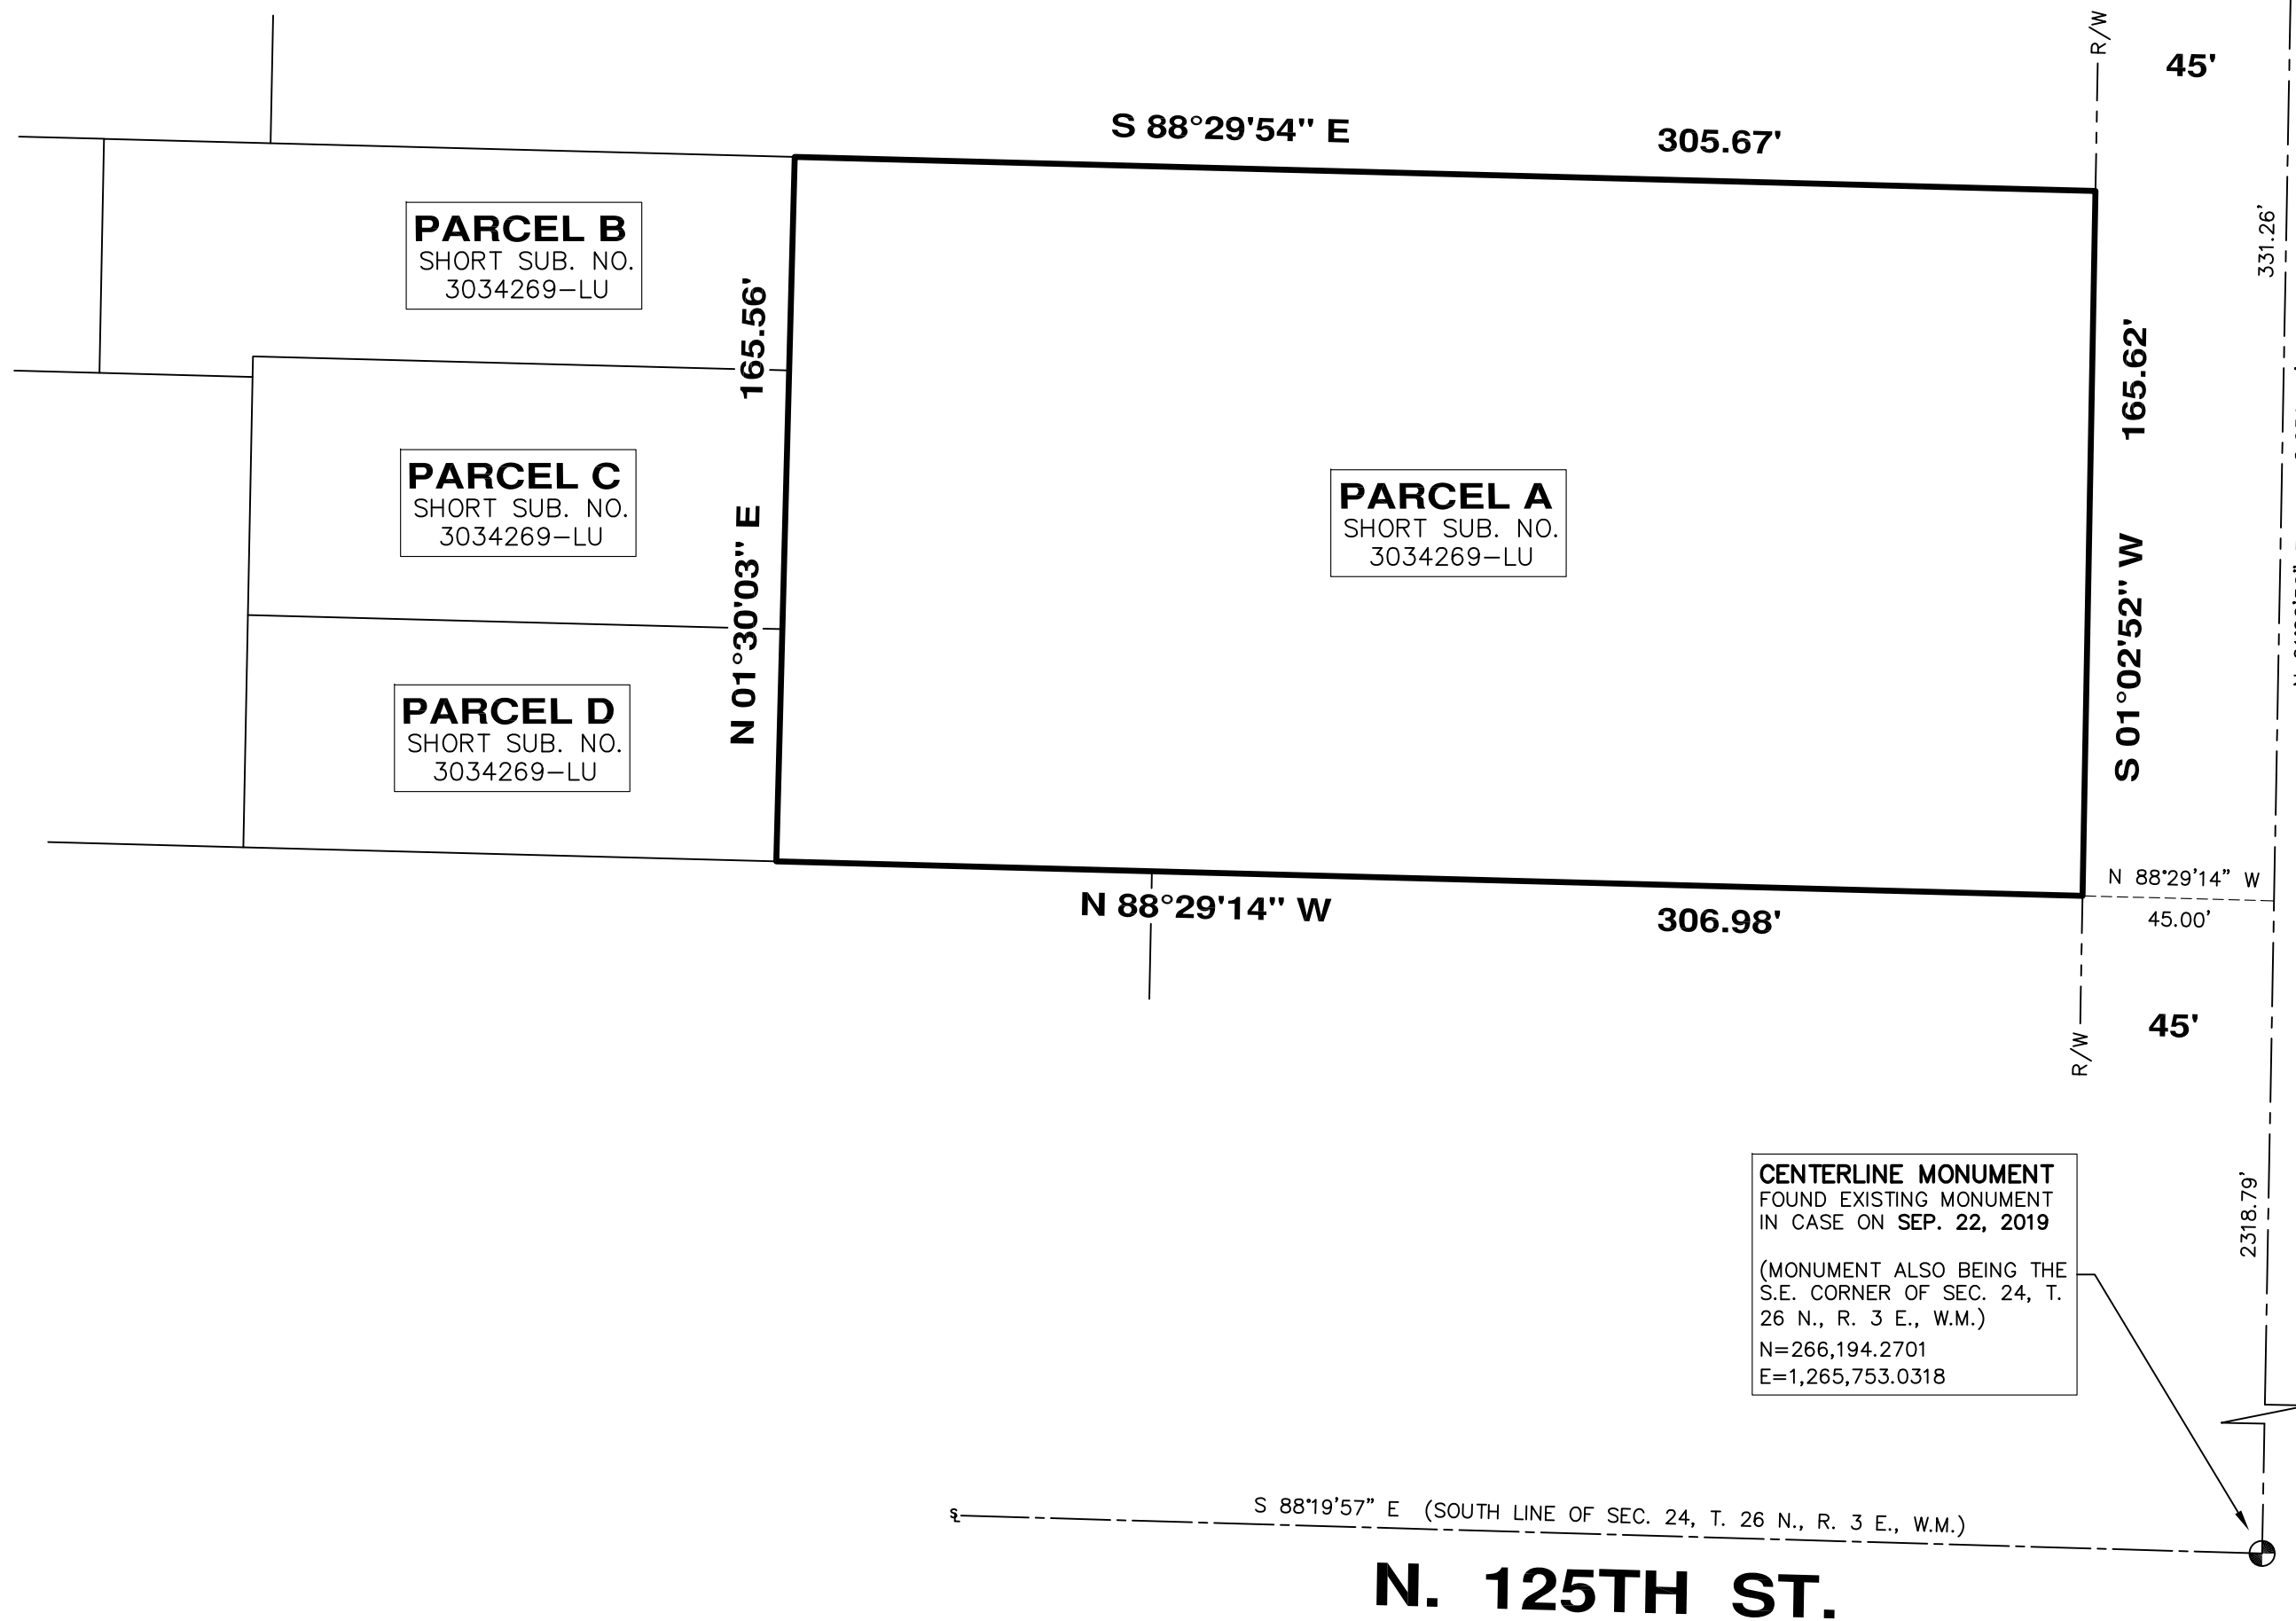 R/W
45'
S 88°29'54" E 305.67'
331.26'
PARCEL B
SHORT SUB. NO.
3034269-LU
165.56'
N 01°30'03" E
165.62'
S 01°02'52" W
PARCEL C
SHORT SUB. NO.
3034269-LU
PARCEL A
SHORT SUB. NO.
3034269-LU
PARCEL D
SHORT SUB. NO.
3034269-LU
N 88°29'14" W
45.00'
N 88°29'14" W 306.98'
45'
R/W
CENTERLINE MONUMENT
FOUND EXISTING MONUMENT
IN CASE ON SEP. 22, 2019
(MONUMENT ALSO BEING THE
S.E. CORNER OF SEC. 24, T.
26 N., R. 3 E., W.M.)
N=266,194.2701
E=1,265,753.0318
2318.79'
S 88°19'57" E (SOUTH LINE OF SEC. 24, T. 26 N., R. 3 E., W.M.)
N. 125TH ST.